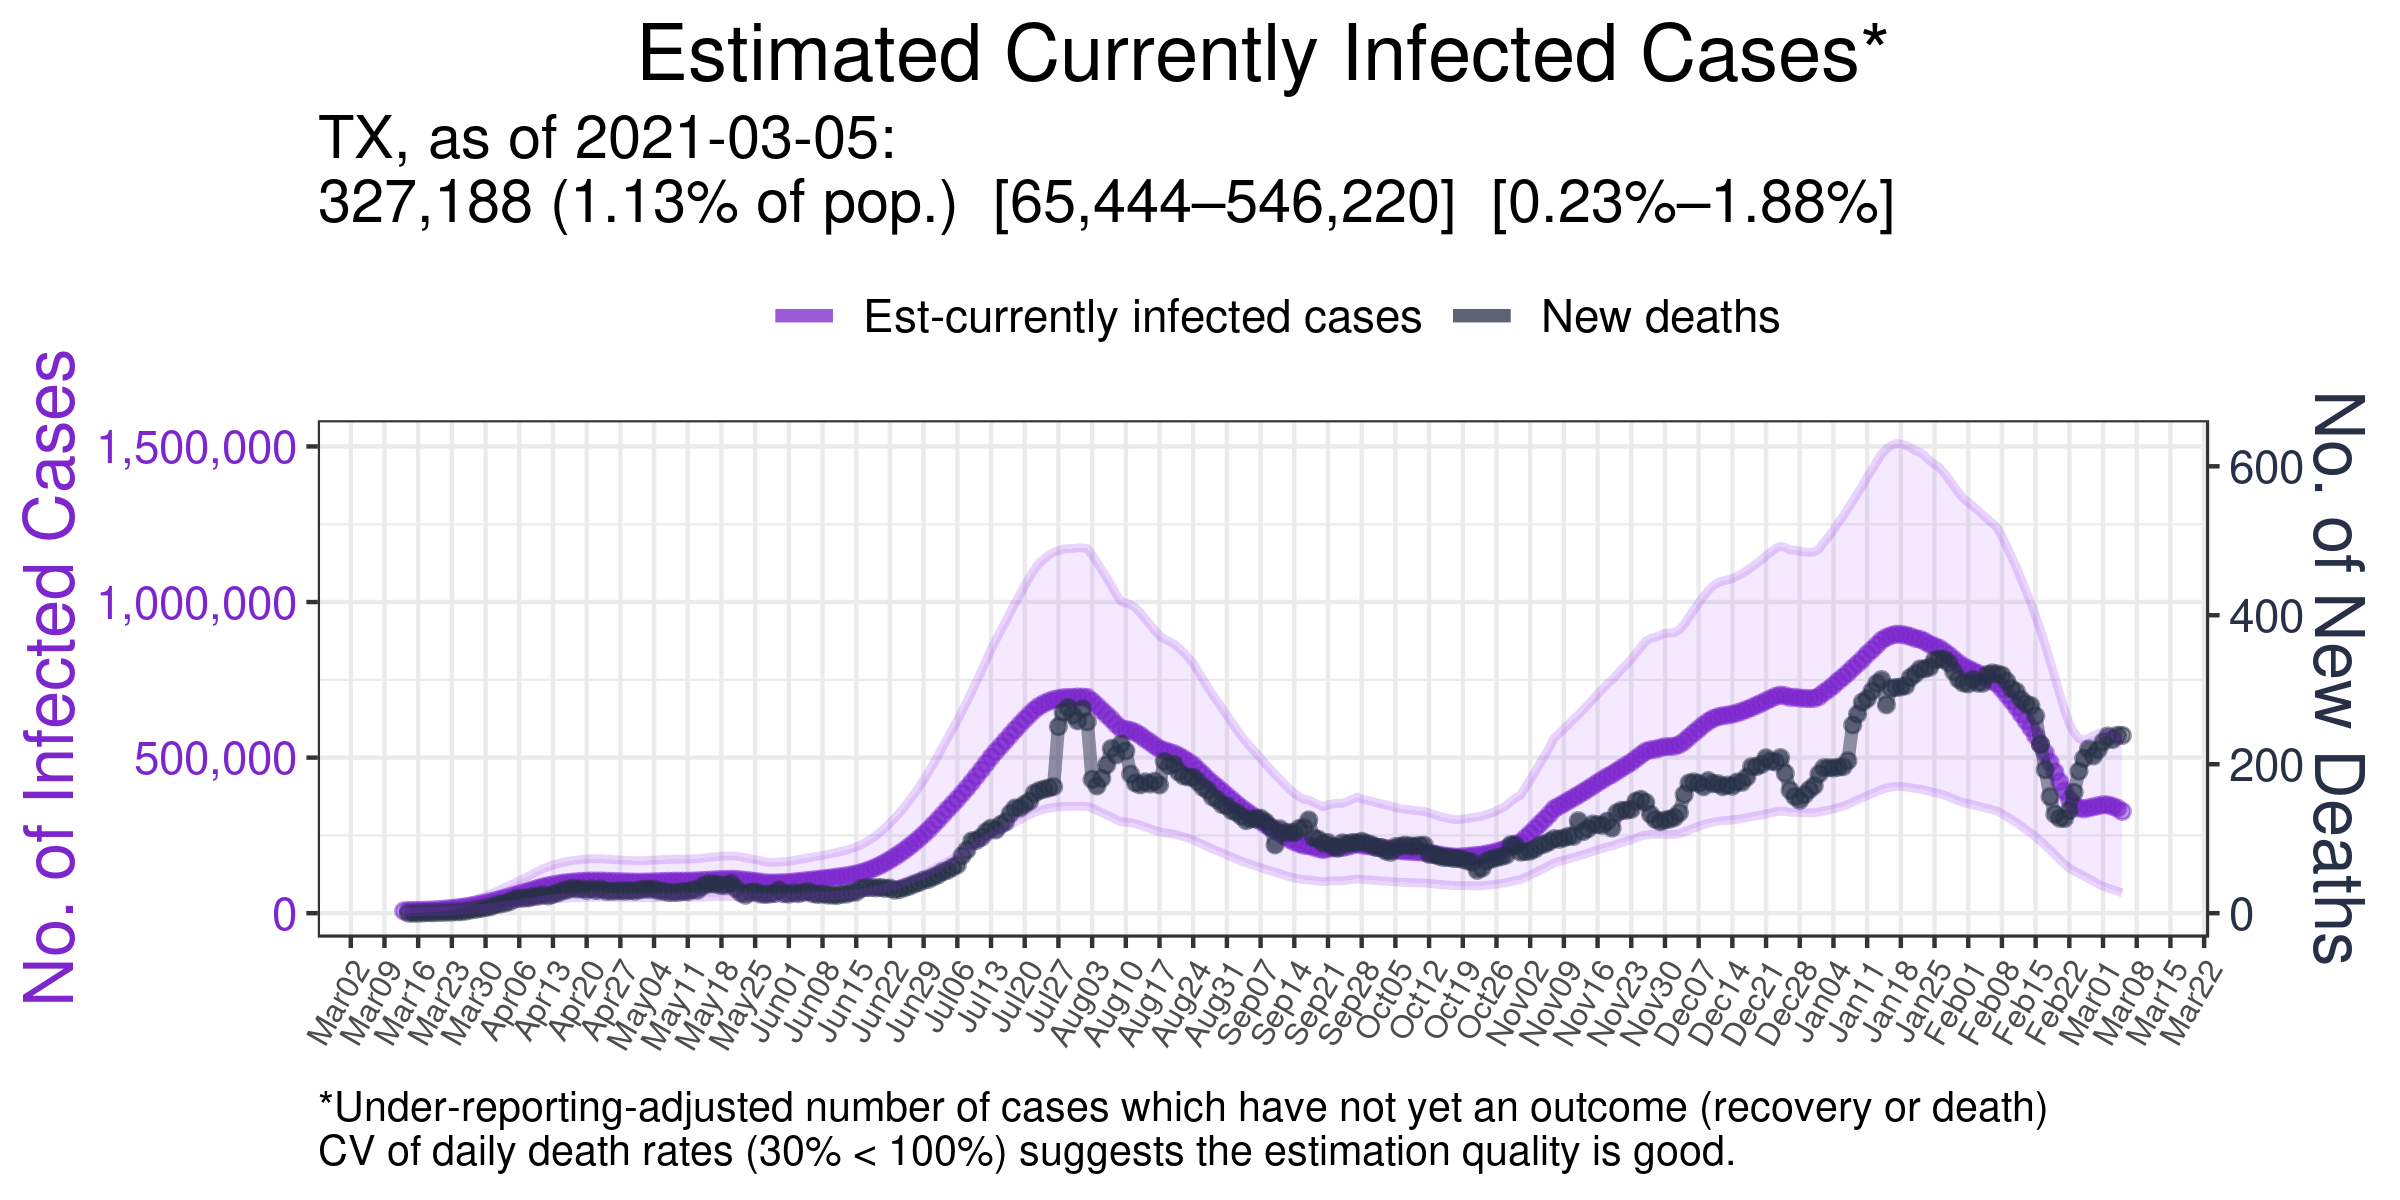 Estimated Currently Infected Cases*
TX, as of 2021-03-05:
327,188 (1.13% of pop.) [65,444–546,220] [0.23%–1.88%]
Est-currently infected cases
New deaths
No. of Infected Cases
1,500,000
1,000,000
500,000
0
600
400
200
0
No. of New Deaths
Mar02
Mar09
Mar16
Mar23
Mar30
Apr06
Apr13
Apr20
Apr27
May04
May11
May18
May25
Jun01
Jun08
Jun15
Jun22
Jun29
Jul06
Jul13
Jul20
Jul27
Aug03
Aug10
Aug17
Aug24
Aug31
Sep07
Sep14
Sep21
Sep28
Oct05
Oct12
Oct19
Oct26
Nov02
Nov09
Nov16
Nov23
Nov30
Dec07
Dec14
Dec21
Dec28
Jan04
Jan11
Jan18
Jan25
Feb01
Feb08
Feb15
Feb22
Mar01
Mar08
Mar15
Mar22
*Under-reporting-adjusted number of cases which have not yet an outcome (recovery or death)
CV of daily death rates (30% < 100%) suggests the estimation quality is good.